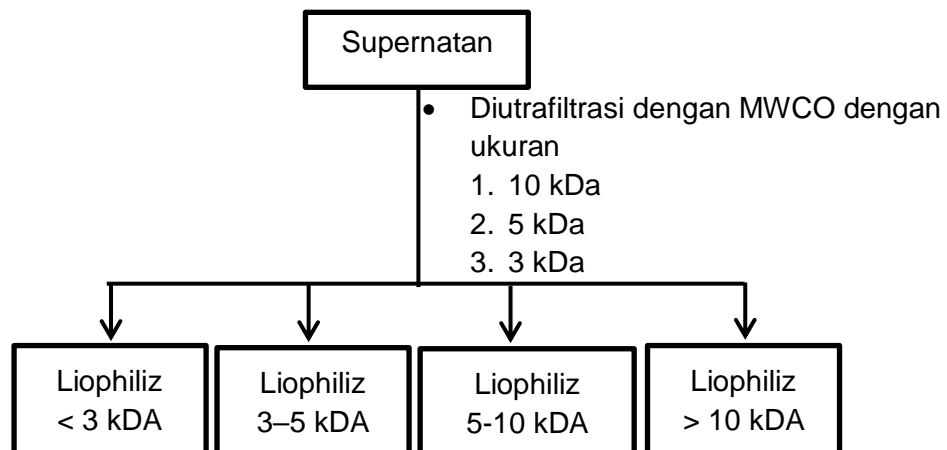 Supernatan
• Diutrafiltrasi dengan MWCO dengan
ukuran
1. 10 kDa
2. 5 kDa
3. 3 kDa
Liophiliz
< 3 kDA
Liophiliz
3–5 kDA
Liophiliz
5-10 kDA
Liophiliz
> 10 kDA